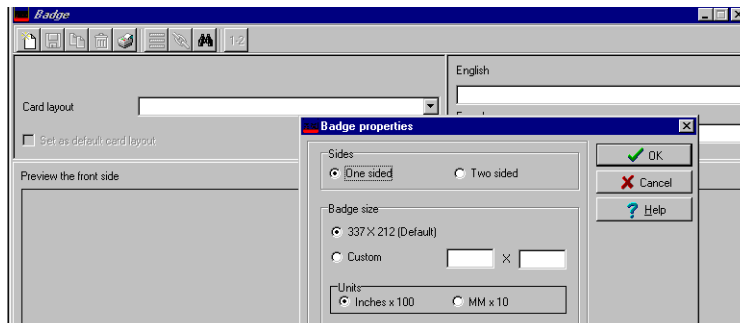 Badge
1-2
English
Card layout
Set as default card layout
Badge properties
Sides
One sided
Two sided
OK
Cancel
Help
Preview the front side
Badge size
337 X 212 (Default)
Custom
X
Units
Inches x 100
MM x 10